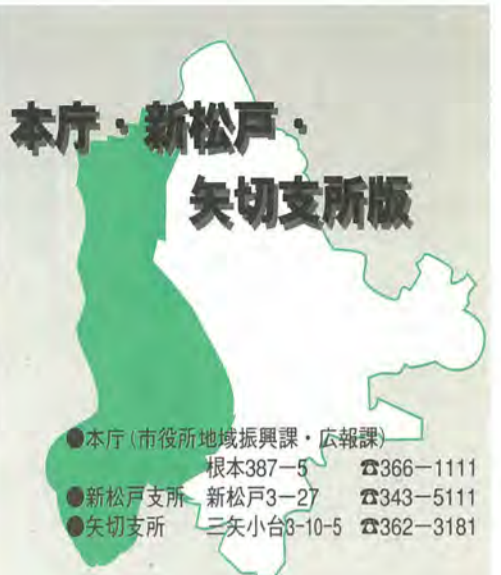 本庁・新松戸・
矢切支所版
●本庁(市役所地域振興課・広報課)
根本387−5 ☎366−1111
●新松戸支所 新松戸3−27 ☎343−5111
●矢切支所 三矢小台3-10-5 ☎362−3181